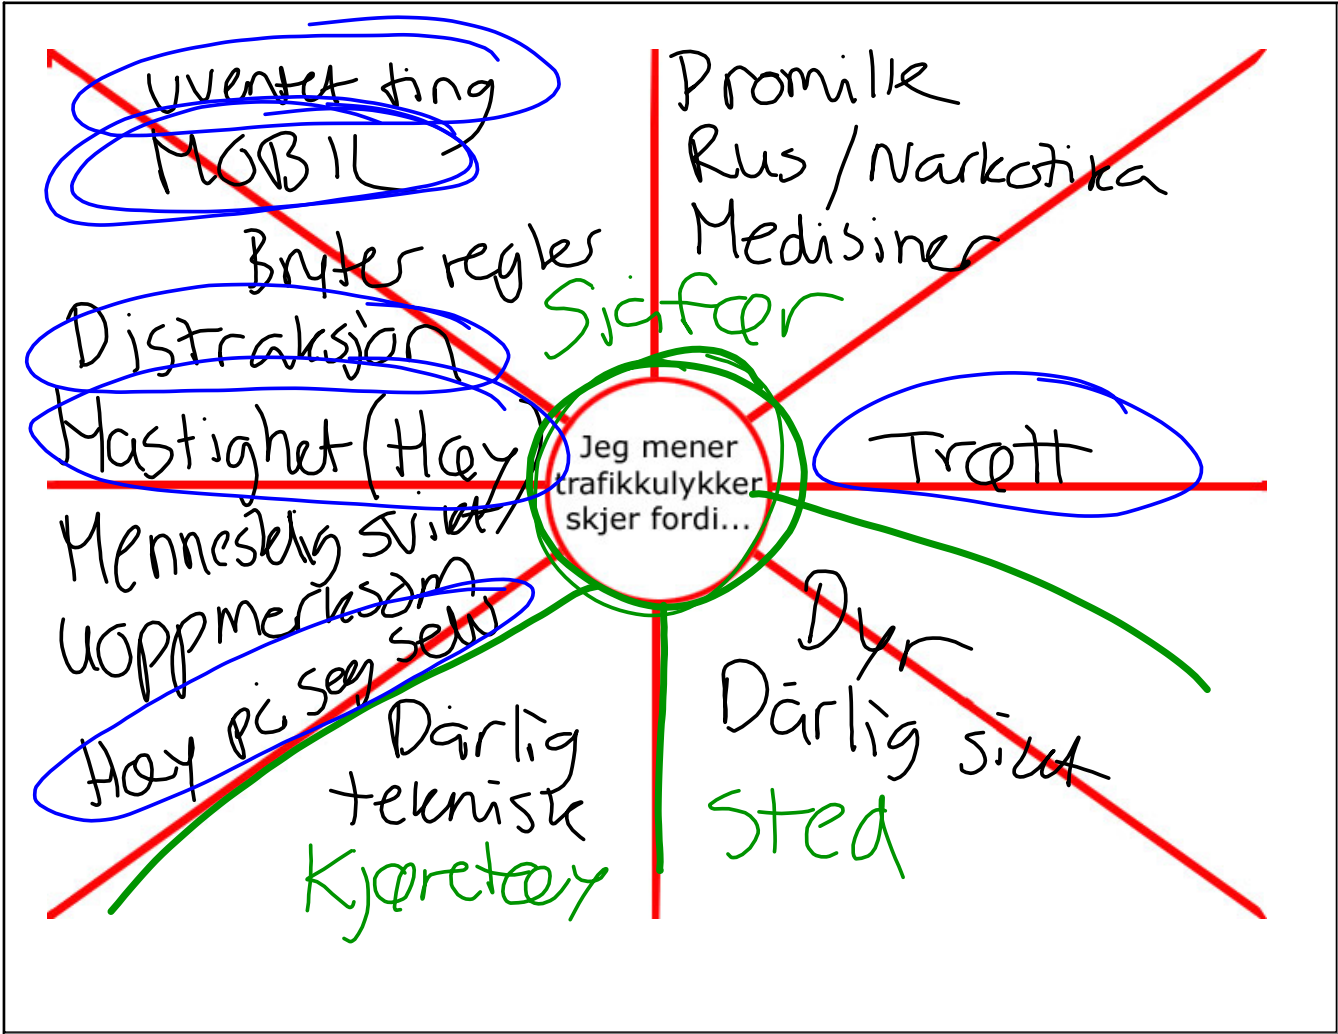 uventet ting
MOBIL
Bryter regler
Distraksjon
Hastighet (Høy)
Menneskelig svikt/
uoppmerksom
Høy på seg selv
Promille
Rus / Narkotika
Medisiner
Sjåfør
Jeg mener
trafikkulykker
skjer fordi...
Trøtt
Dyr
Dårlig sikt
Sted
Dårlig
teknisk
Kjøretøy